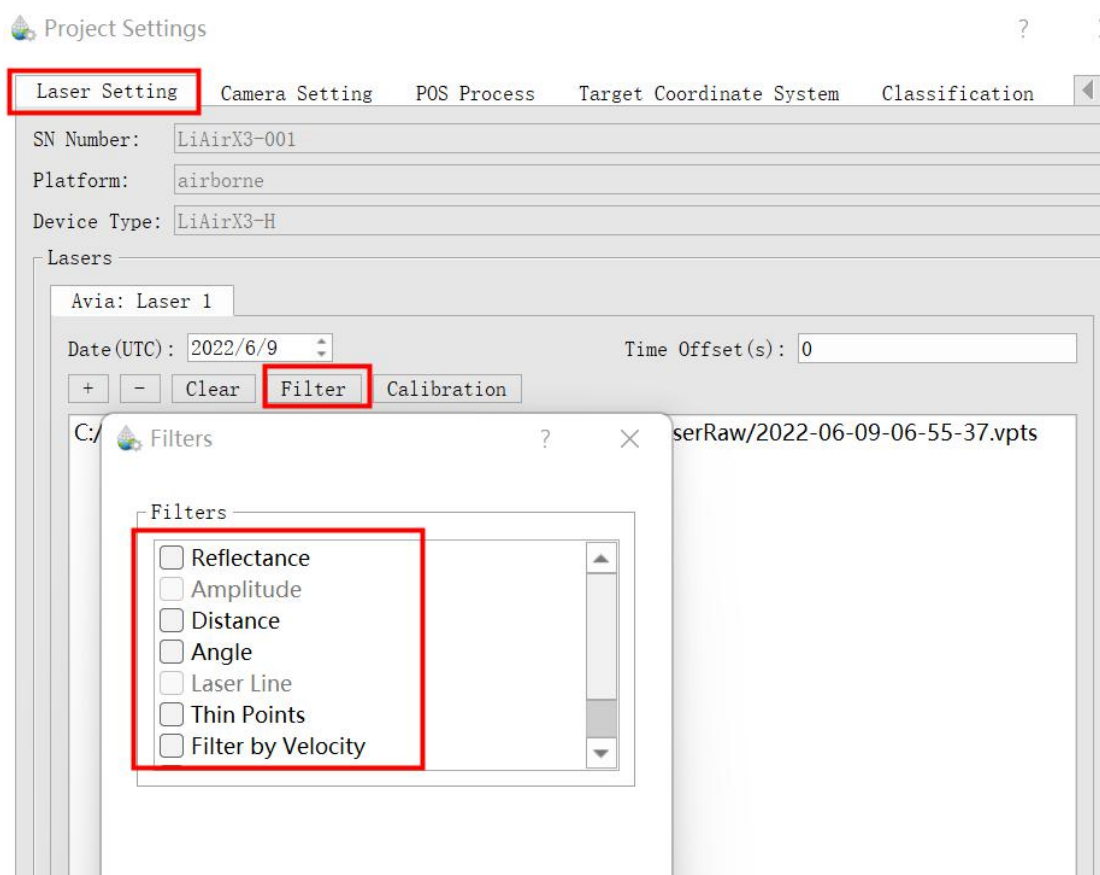 Project Settings ?
Laser Setting Camera Setting POS Process Target Coordinate System Classification
SN Number: LiAirX3-001
Platform: airborne
Device Type: LiAirX3-H
Lasers
Avia: Laser 1
Date(UTC): 2022/6/9 Time Offset(s): 0
+ - Clear Filter Calibration
C:/ serRaw/2022-06-09-06-55-37.vpts
Filters ?
Filters
Reflectance
Amplitude
Distance
Angle
Laser Line
Thin Points
Filter by Velocity